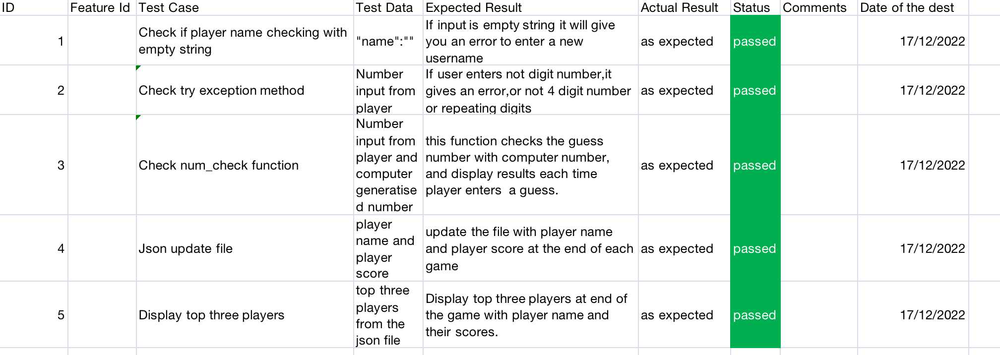 ID Feature Id Test Case Test Data Expected Result Actual Result Status Comments Date of the dest
1
Check if player name checking with
empty string
"name":""
If input is empty string it will give
you an error to enter a new
username
as expected
passed
17/12/2022
2
Check try exception method
Number
input from
player
If user enters not digit number,it
gives an error,or not 4 digit number
or repeating digits
as expected
passed
17/12/2022
3
Check num_check function
Number
input from
player and
computer
generatise
d number
this function checks the guess
number with computer number,
and display results each time
player enters  a guess.
as expected
passed
17/12/2022
4
Json update file
player
name and
player
score
update the file with player name
and player score at the end of each
game
as expected
passed
17/12/2022
5
Display top three players
top three
players
from the
json file
Display top three players at end of
the game with player name and
their scores.
as expected
passed
17/12/2022